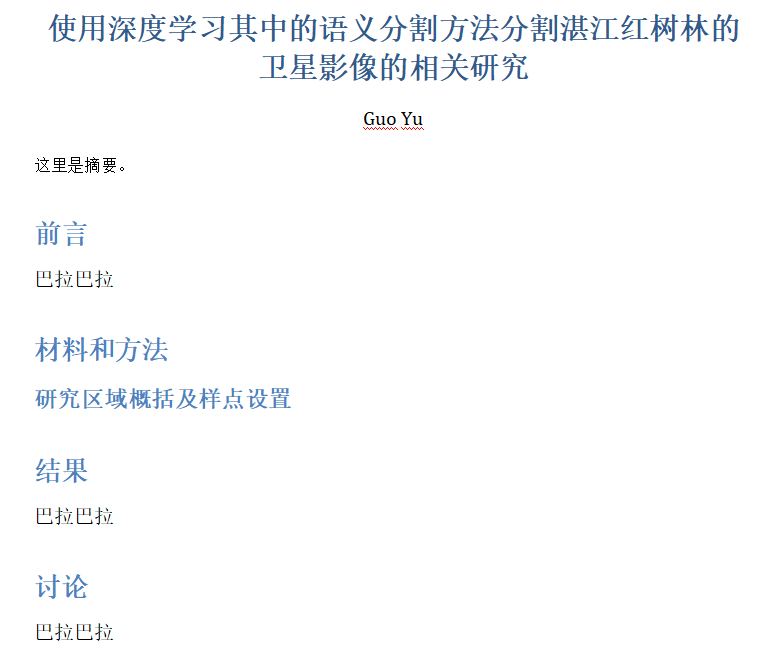 使用深度学习其中的语义分割方法分割湛江红树林的
卫星影像的相关研究
Guo Yu
这里是摘要。
前言
巴拉巴拉
材料和方法
研究区域概括及样点设置
结果
巴拉巴拉
讨论
巴拉巴拉